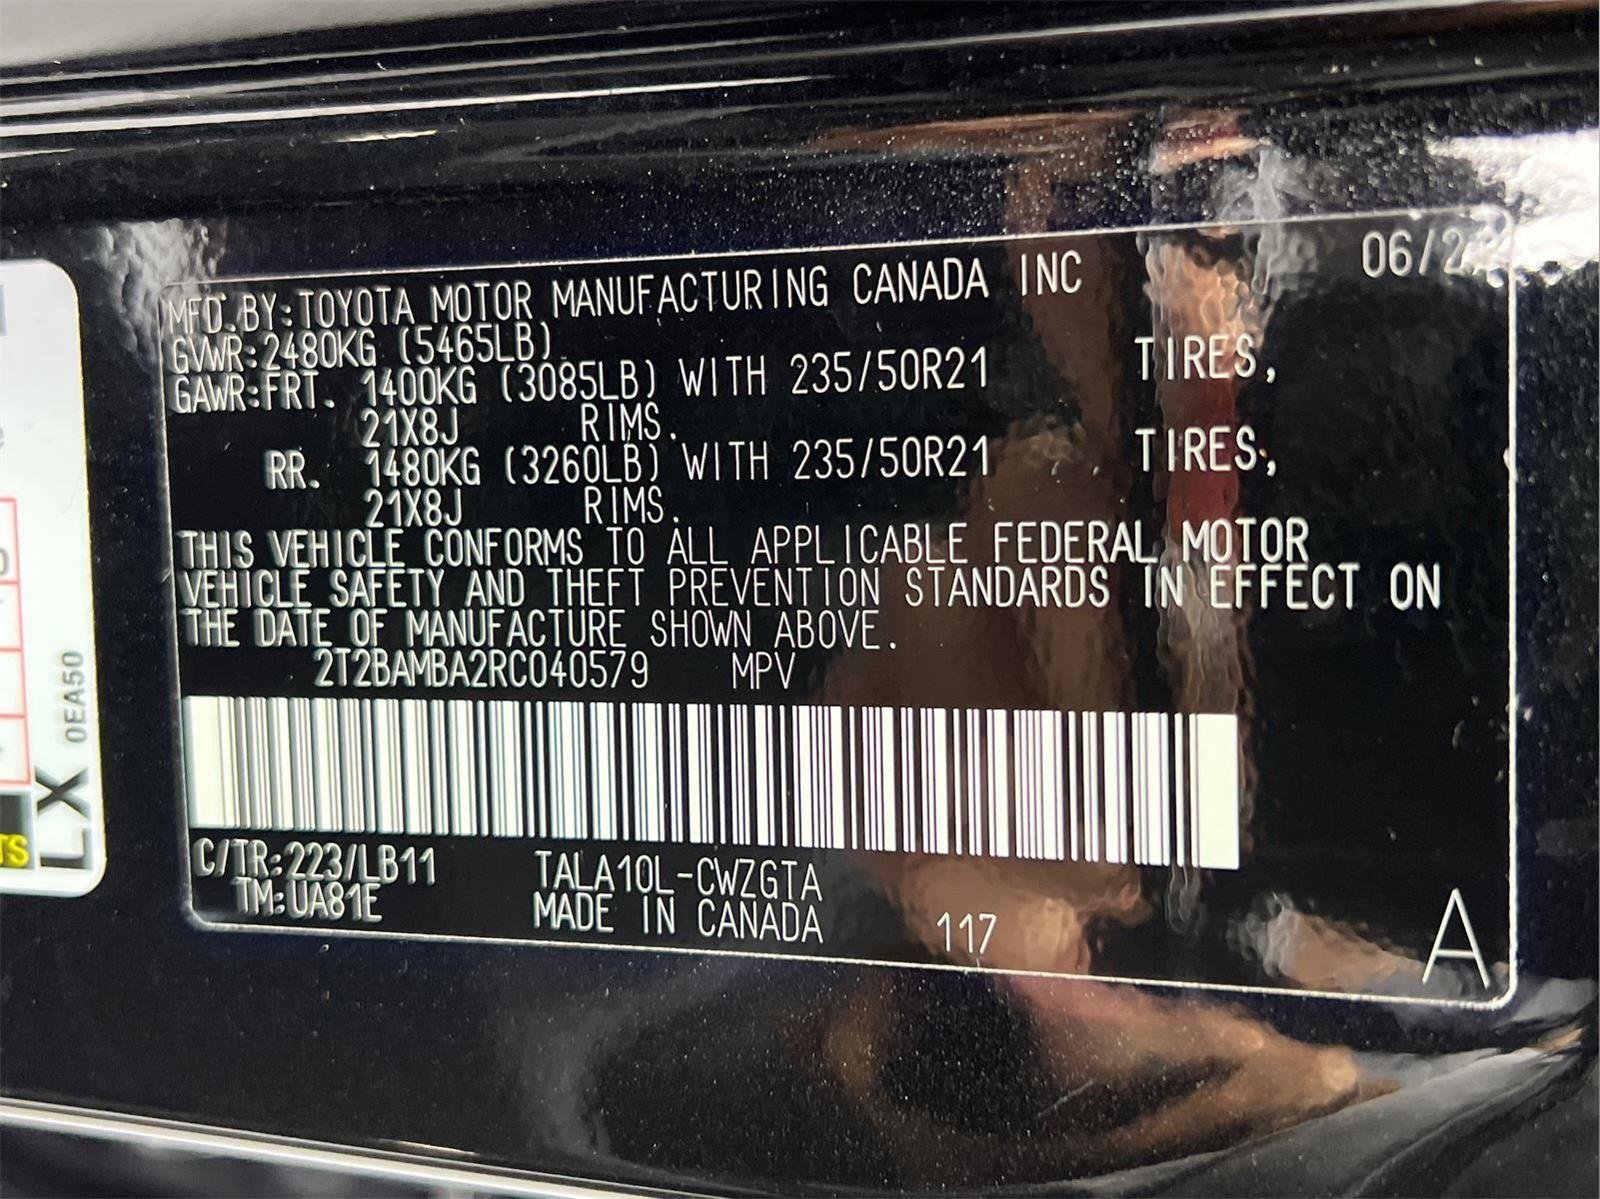 06/2
MFD. BY:TOYOTA MOTOR MANUFACTURING CANADA INC
GVWR:2480KG (5465LB)
GAWR:FRT. 1400KG (3085LB) WITH 235/50R21 TIRES,
21X8J RIMS.
RR. 1480KG (3260LB) WITH 235/50R21 TIRES,
21X8J RIMS.
THIS VEHICLE CONFORMS TO ALL APPLICABLE FEDERAL MOTOR
VEHICLE SAFETY AND THEFT PREVENTION STANDARDS IN EFFECT ON
THE DATE OF MANUFACTURE SHOWN ABOVE.
2T2BAMBA2RC040579 MPV
C/TR:223/LB11 TALA10L-CWZGTA
TM:UA81E MADE IN CANADA 117
A
LX
0EA50
TS